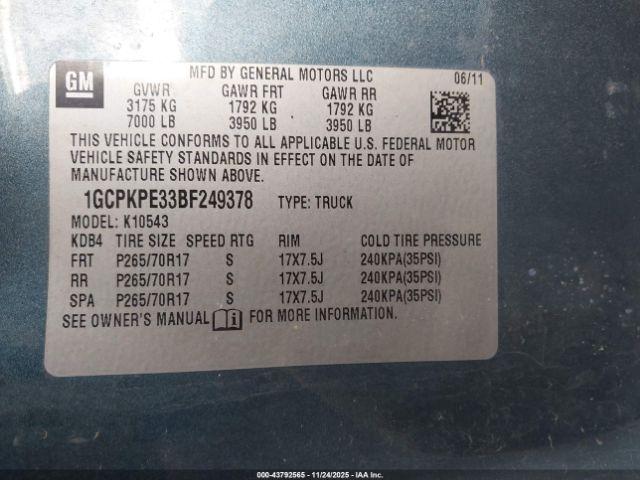 GM
MFD BY GENERAL MOTORS LLC 06/11
GVWR GAWR FRT GAWR RR
3175 KG 1792 KG 1792 KG
7000 LB 3950 LB 3950 LB
THIS VEHICLE CONFORMS TO ALL APPLICABLE U.S. FEDERAL MOTOR
VEHICLE SAFETY STANDARDS IN EFFECT ON THE DATE OF
MANUFACTURE SHOWN ABOVE.
1GCPKPE33BF249378 TYPE: TRUCK
MODEL: K10543
KDB4 TIRE SIZE SPEED RTG RIM COLD TIRE PRESSURE
FRT P265/70R17 S 17X7.5J 240KPA(35PSI)
RR P265/70R17 S 17X7.5J 240KPA(35PSI)
SPA P265/70R17 S 17X7.5J 240KPA(35PSI)
SEE OWNER'S MANUAL FOR MORE INFORMATION.
000-43792565 - 11/24/2025 - IAA Inc.